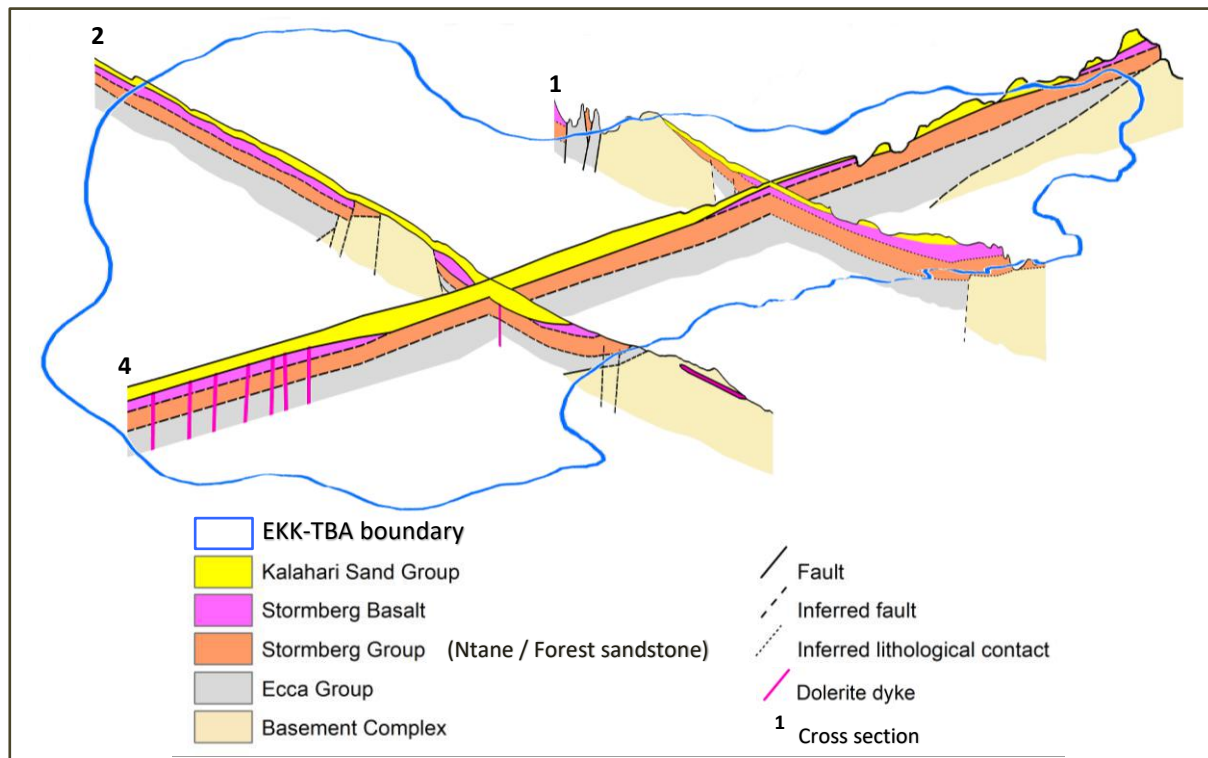 2
1
4
EKK-TBA boundary
Kalahari Sand Group
Stormberg Basalt
Stormberg Group (Ntane / Forest sandstone)
Ecca Group
Basement Complex
Fault
Inferred fault
Inferred lithological contact
Dolerite dyke
1 Cross section